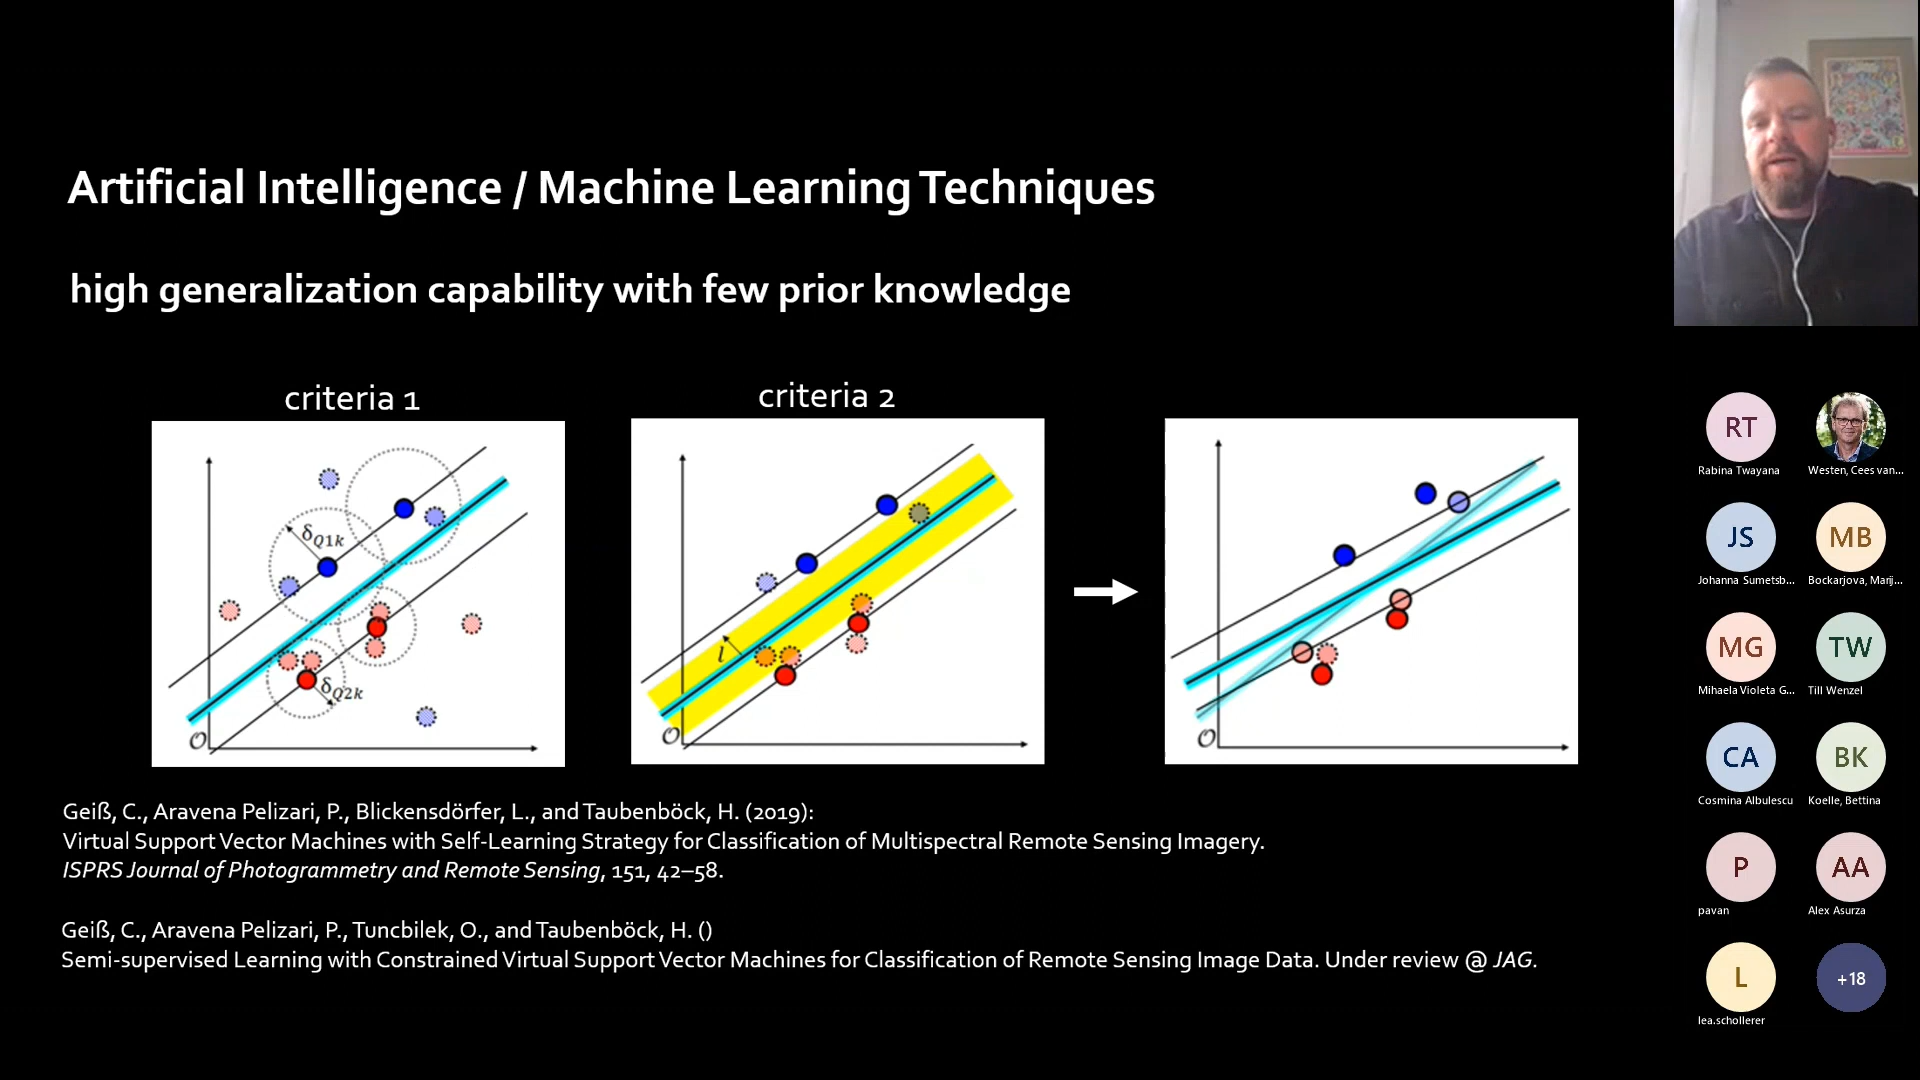 Artificial Intelligence / Machine Learning Techniques
high generalization capability with few prior knowledge
criteria 1
criteria 2
δQ1k
δQ2k
O
l
O
O
Geiß, C., Aravena Pelizari, P., Blickensdörfer, L., and Taubenböck, H. (2019):
Virtual Support Vector Machines with Self-Learning Strategy for Classification of Multispectral Remote Sensing Imagery.
ISPRS Journal of Photogrammetry and Remote Sensing, 151, 42–58.
Geiß, C., Aravena Pelizari, P., Tuncbilek, O., and Taubenböck, H. ()
Semi-supervised Learning with Constrained Virtual Support Vector Machines for Classification of Remote Sensing Image Data. Under review @ JAG.
RT
Rabina Twayana
Westen, Cees van...
JS
MB
Johanna Sumetsb...
Bockarjova, Marij...
MG
TW
Mihaela Violeta G...
Till Wenzel
CA
BK
Cosmina Albulescu
Koelle, Bettina
P
AA
pavan
Alex Asurza
L
+18
lea.schollerer